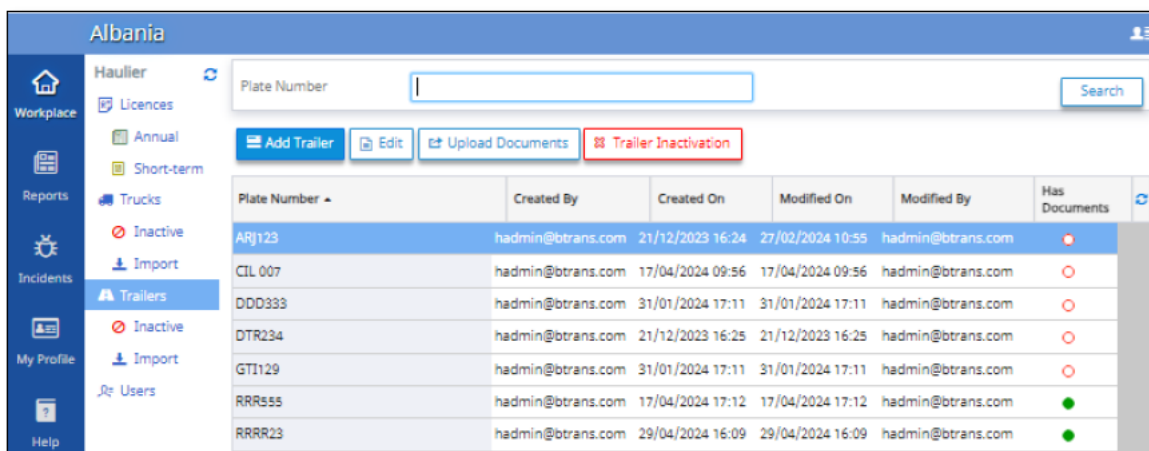 Albania
Workplace
Reports
Incidents
My Profile
Help
Haulier
Licences
Annual
Short-term
Trucks
Inactive
Import
Trailers
Inactive
Import
Users
Plate Number
Search
Add Trailer Edit Upload Documents Trailer Inactivation
Plate Number Created By Created On Modified On Modified By Has Documents
ARJ123 hadmin@btrans.com 21/12/2023 16:24 27/02/2024 10:55 hadmin@btrans.com
CIL 007 hadmin@btrans.com 17/04/2024 09:56 17/04/2024 09:56 hadmin@btrans.com
DDD333 hadmin@btrans.com 31/01/2024 17:11 31/01/2024 17:11 hadmin@btrans.com
DTR234 hadmin@btrans.com 21/12/2023 16:25 21/12/2023 16:25 hadmin@btrans.com
GTI129 hadmin@btrans.com 31/01/2024 17:11 31/01/2024 17:11 hadmin@btrans.com
RRR555 hadmin@btrans.com 17/04/2024 17:12 17/04/2024 17:12 hadmin@btrans.com
RRRR23 hadmin@btrans.com 29/04/2024 16:09 29/04/2024 16:09 hadmin@btrans.com